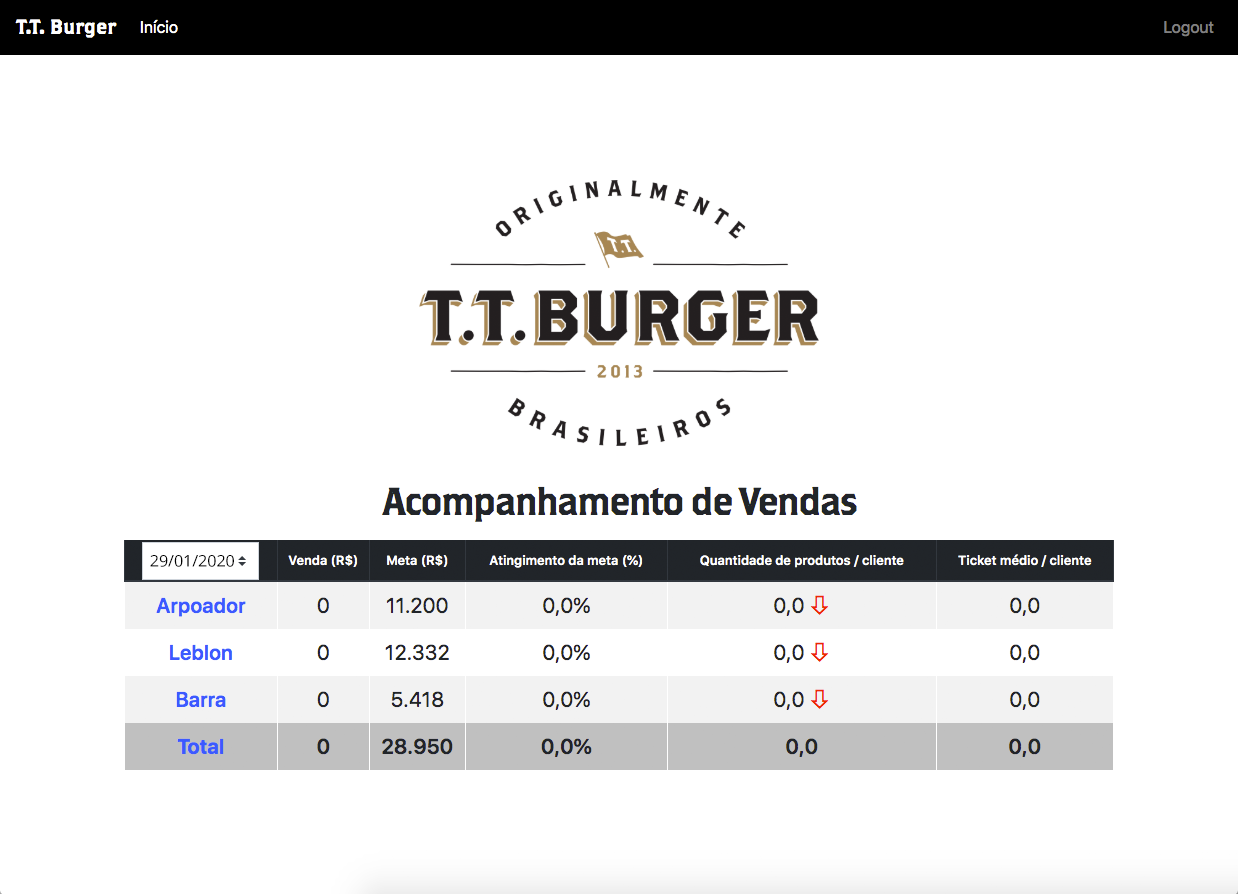 T.T. Burger Início Logout
ORIGINALMENTE
T.T.
T.T.BURGER
2013
BRASILEIROS
Acompanhamento de Vendas
29/01/2020 Venda (R$) Meta (R$) Atingimento da meta (%) Quantidade de produtos / cliente Ticket médio / cliente
Arpoador 0 11.200 0,0% 0,0 0,0
Leblon 0 12.332 0,0% 0,0 0,0
Barra 0 5.418 0,0% 0,0 0,0
Total 0 28.950 0,0% 0,0 0,0